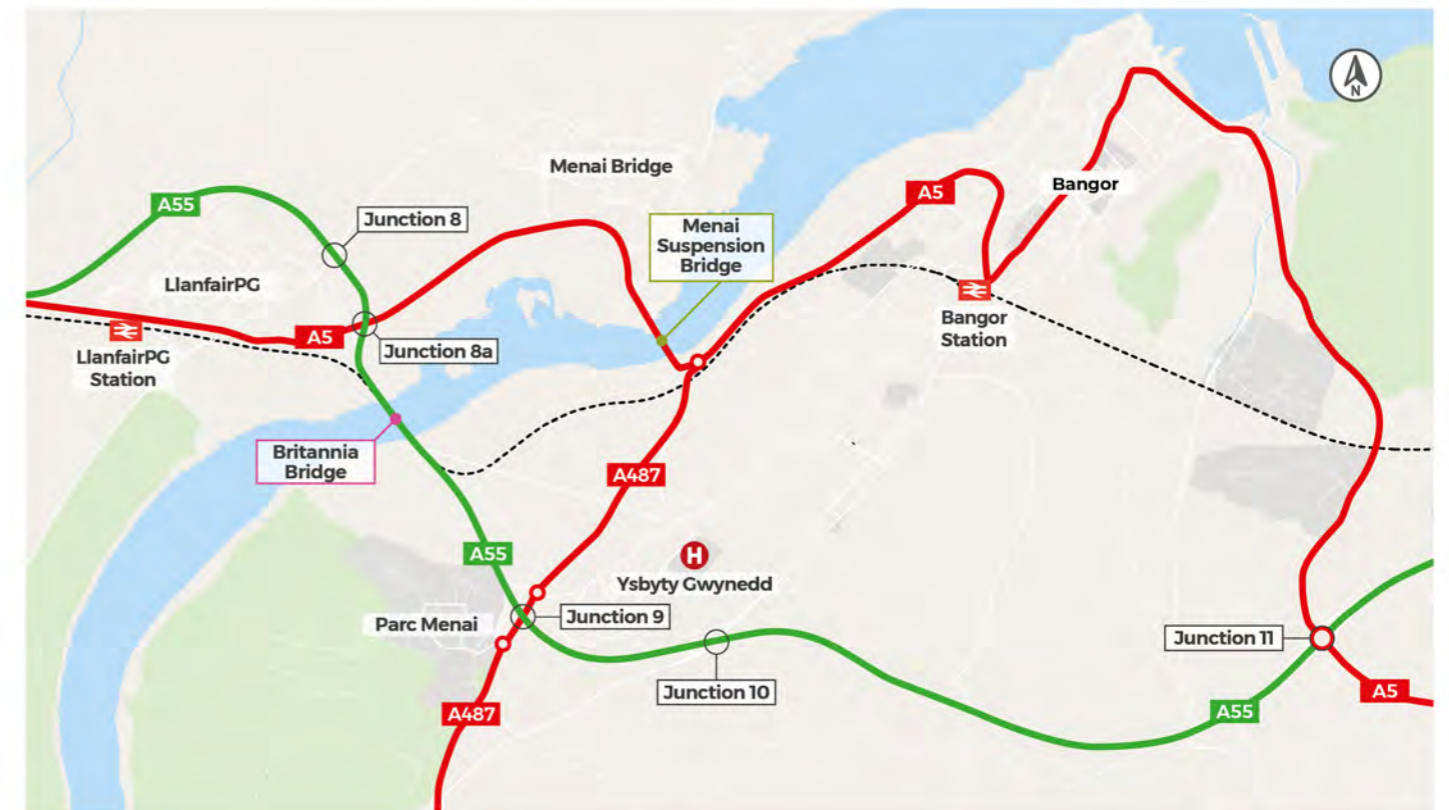 N
Menai Bridge
A55
Junction 8
A5
Bangor
Menai
Suspension
Bridge
LlanfairPG
A5
Junction 8a
LlanfairPG
Station
Bangor
Station
Britannia
Bridge
A487
A55
H
Ysbyty Gwynedd
Parc Menai
Junction 9
Junction 11
Junction 10
A5
A487
A55